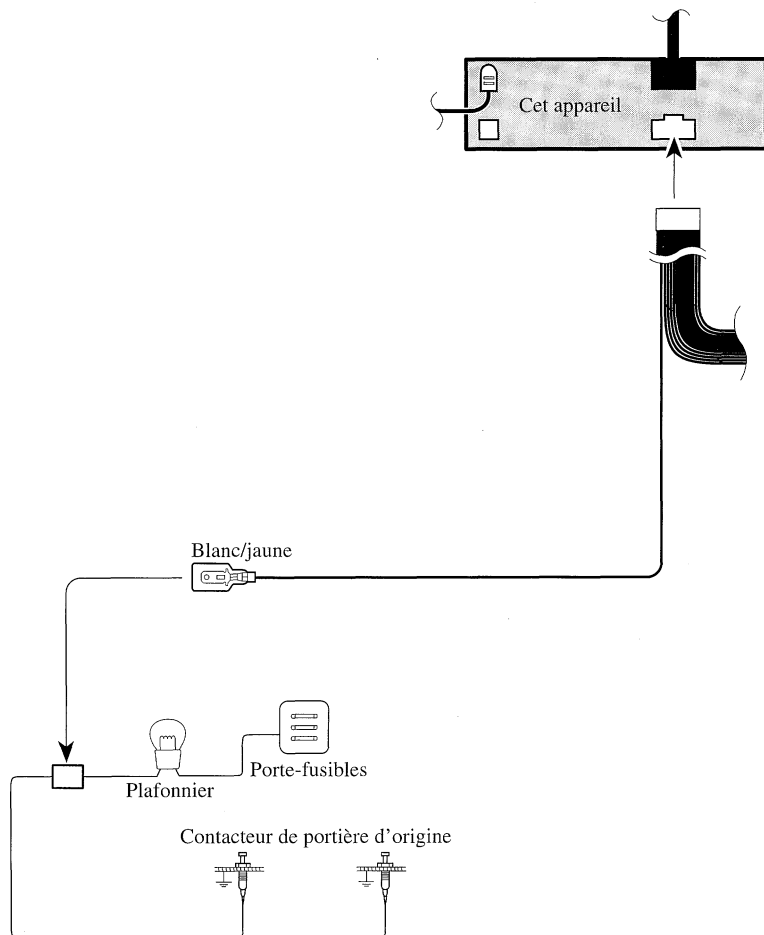 Cet appareil
Blanc/jaune
Porte-fusibles
Plafonnier
Contacteur de portière d'origine